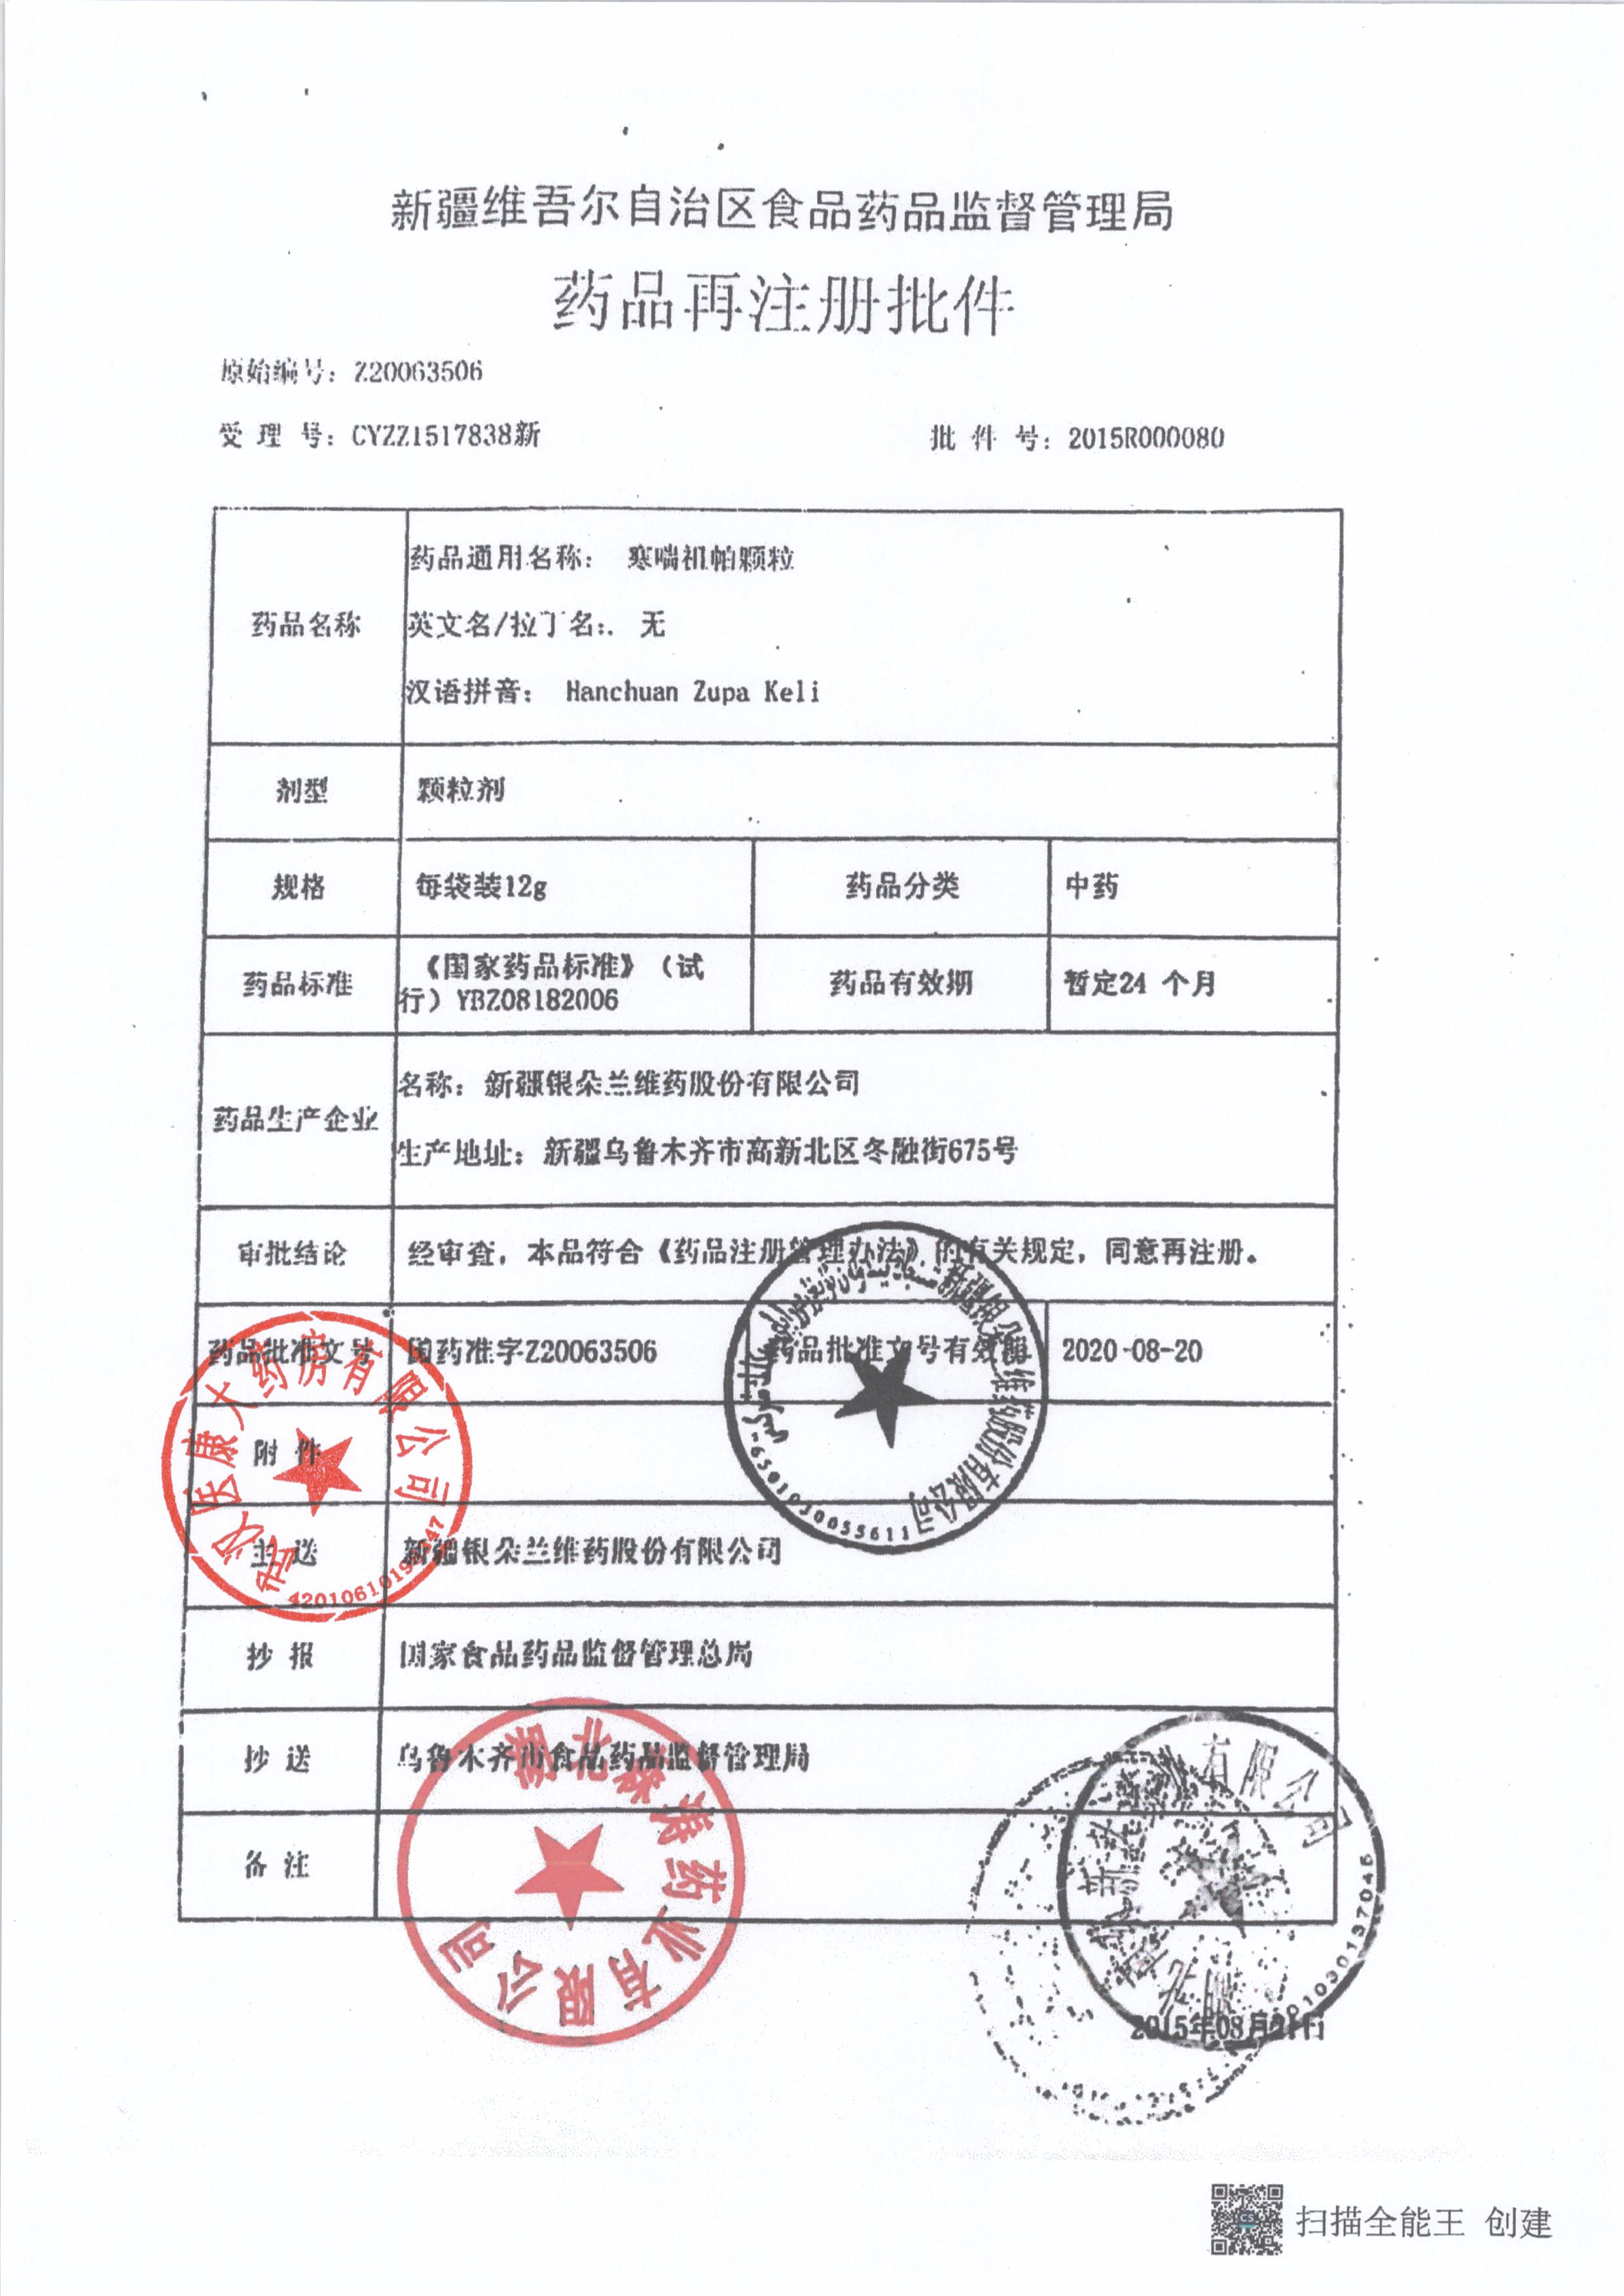 新疆维吾尔自治区食品药品监督管理局
药品再注册批件
原始编号：Z20063506
受 理 号：CYZZ1517838新 批 件 号：2015R000080
药品名称
药品通用名称： 寒喘祖帕颗粒
英文名/拉丁名： 无
汉语拼音： Hanchuan Zupa Keli
剂型 颗粒剂
规格 每袋装12g 药品分类 中药
药品标准 《国家药品标准》（试
行）YBZ08182006 药品有效期 暂定24 个月
药品生产企业
名称：新疆银朵兰维药股份有限公司
生产地址：新疆乌鲁木齐市高新北区冬融街675号
审批结论 经审查，本品符合《药品注册管理办法》的有关规定，同意再注册。
药品批准文号 国药准字Z20063506 药品批准文号有效期 2020-08-20
附 件
主 送 新疆银朵兰维药股份有限公司
抄 报 国家食品药品监督管理总局
抄 送 乌鲁木齐市食品药品监督管理局
备 注
新疆银朵兰维药股份有限公司
6501030055611
康大药房有限公司
药业有限公司
有限公司
2015年08月21日
扫描全能王 创建